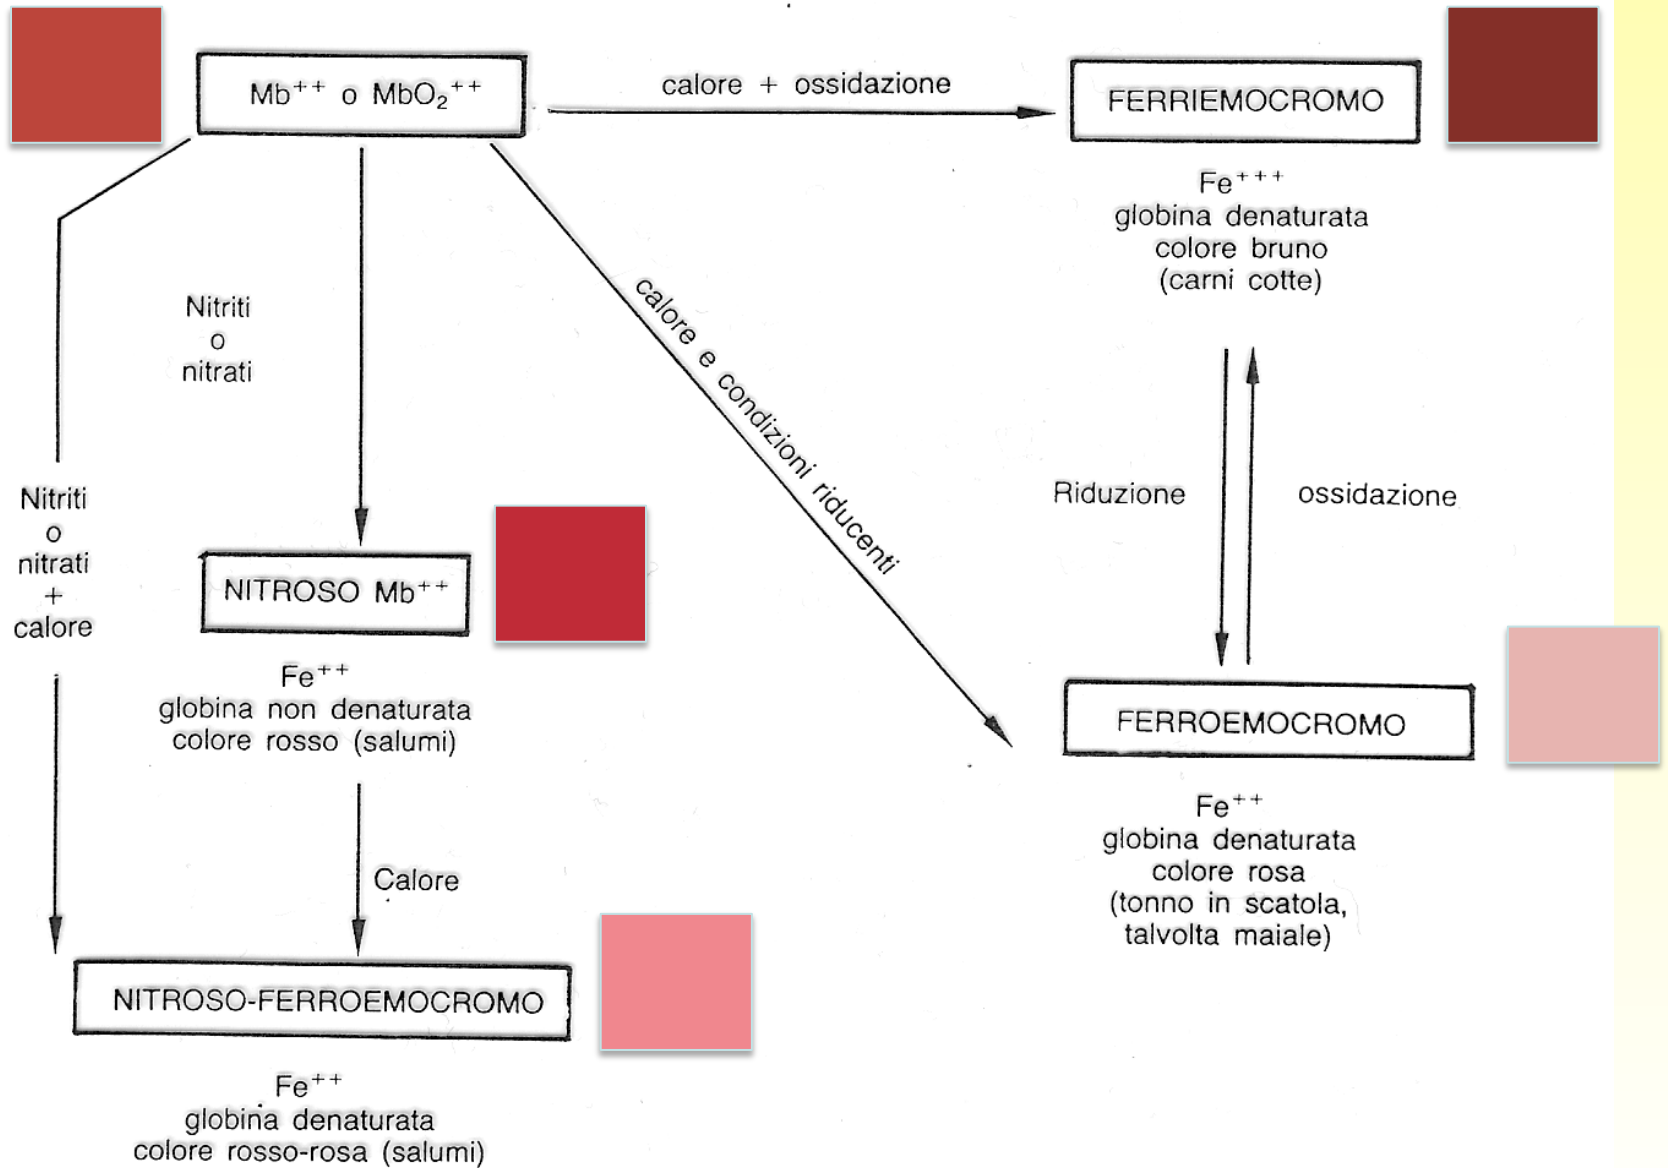 Mb++ o MbO2++
calore + ossidazione
FERRIEMOCROMO
Fe+++
globina denaturata
colore bruno
(carni cotte)
Nitriti
o
nitrati
calore e condizioni riducenti
Riduzione
ossidazione
Nitriti
o
nitrati
+
calore
NITROSO Mb++
Fe++
globina non denaturata
colore rosso (salumi)
FERROEMOCROMO
Fe++
globina denaturata
colore rosa
(tonno in scatola,
talvolta maiale)
Calore
NITROSO-FERROEMOCROMO
Fe++
globina denaturata
colore rosso-rosa (salumi)